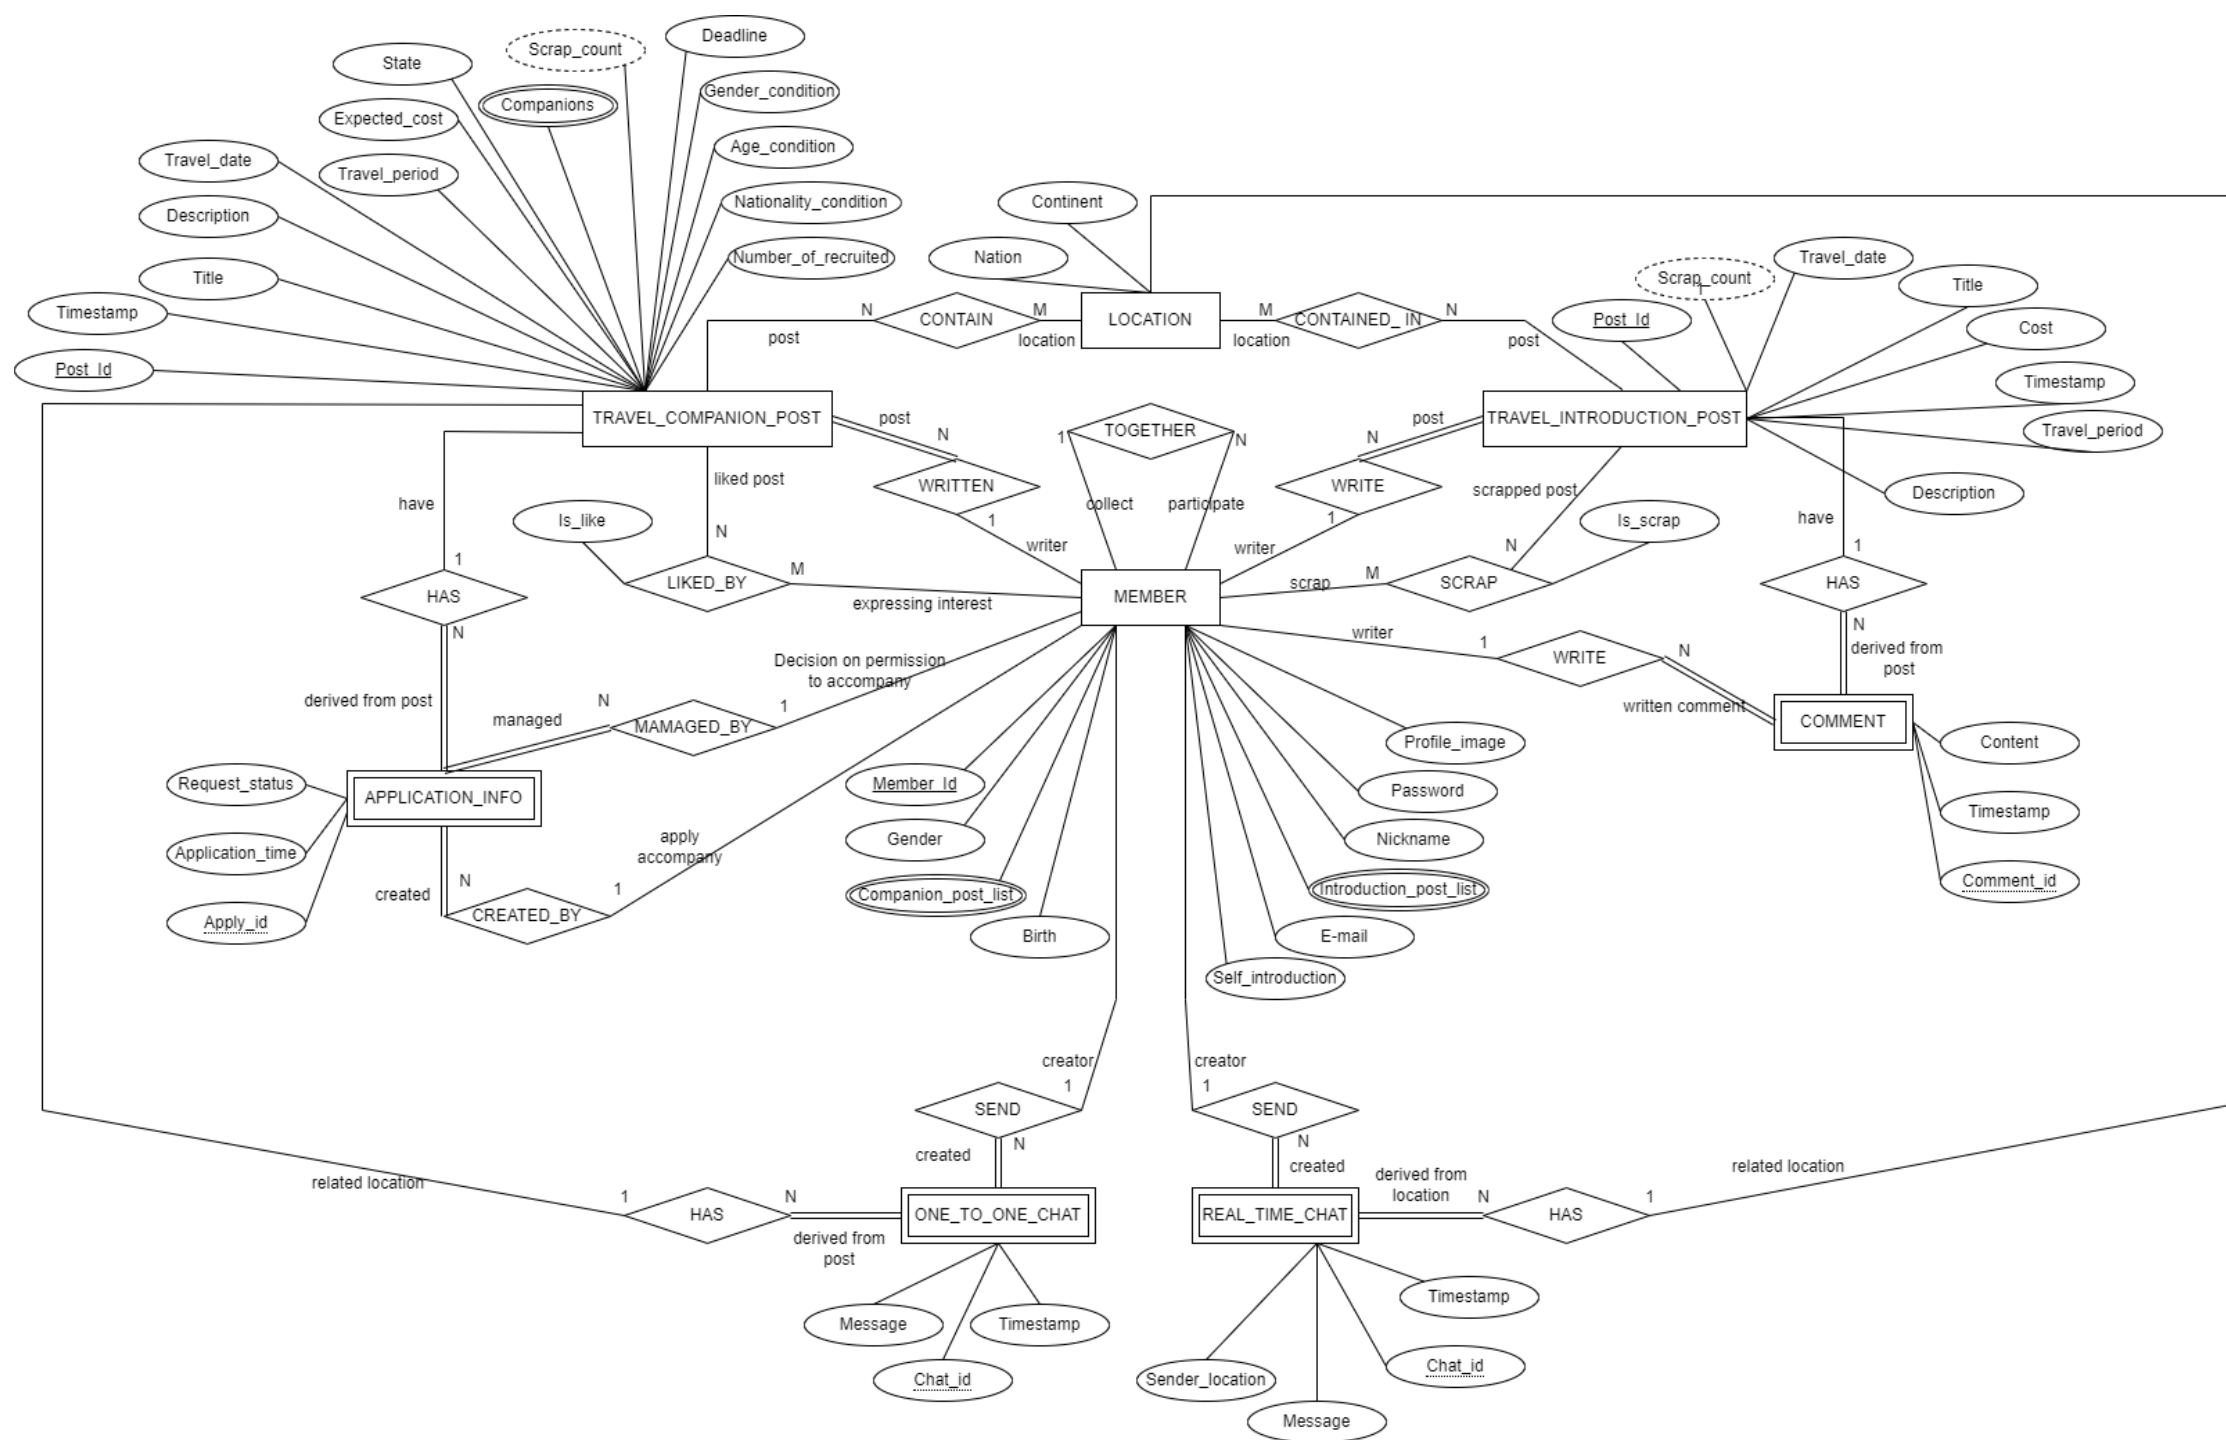 Deadline
Scrap_count
State
Gender_condition
Companions
Expected_cost
Age_condition
Travel_date
Travel_period
Nationality_condition
Continent
Description
Number_of_recruited
Nation
Travel_date
Scrap_count
1
Title
Title
Timestamp
Post_Id
Cost
N
CONTAIN
M
LOCATION
M
CONTAINED_ IN
N
post
location
location
post
Post_Id
Timestamp
TRAVEL_COMPANION_POST
post
N
1
TOGETHER
N
post
N
TRAVEL_INTRODUCTION_POST
Travel_period
liked post
WRITTEN
WRITE
scrapped post
Description
have
collect
participate
Is_like
1
1
Is_scrap
have
N
writer
writer
N
1
1
HAS
LIKED_BY
M
MEMBER
scrap
M
SCRAP
HAS
expressing interest
N
writer
1
WRITE
N
N
derived from
post
Decision on permission
to accompany
derived from post
managed
N
MAMAGED_BY
1
written comment
COMMENT
Profile_image
Content
Request_status
APPLICATION_INFO
Member_Id
Password
Timestamp
Application_time
apply
accompany
Gender
Nickname
created
N
1
Companion_post_list
Introduction_post_list
Comment_id
Apply_id
CREATED_BY
Birth
E-mail
Self_introduction
creator
creator
1
1
SEND
SEND
created
N
N
created
related location
1
HAS
N
ONE_TO_ONE_CHAT
REAL_TIME_CHAT
derived from
location
N
HAS
1
related location
derived from
post
Message
Timestamp
Timestamp
Chat_id
Sender_location
Chat_id
Message